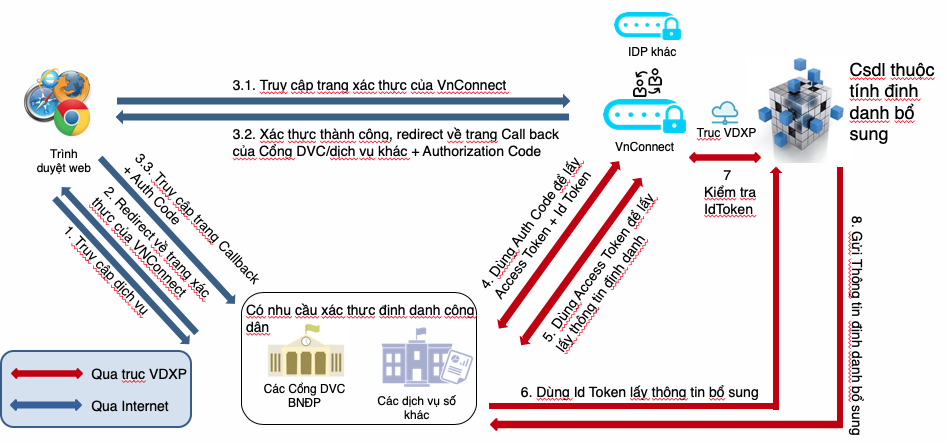 IDP khác
Csdl thuộc
tính định
danh bổ
sung
3.1. Truy cập trang xác thực của VnConnect
3.2. Xác thực thành công, redirect về trang Call back
của Cổng DVC/dịch vụ khác + Authorization Code
VnConnect
Trục VDXP
7
Kiểm tra
IdToken
Trình
duyệt web
3.3. Truy cập trang Callback
+ Auth Code
2. Redirect về trang xác
thực của VNConnect
1. Truy cập dịch vụ
4. Dùng Auth Code để lấy
Access Token + Id Token
5. Dùng Access Token để lấy
lấy thông tin định danh
8. Gửi Thông tin định danh bổ sung
Có nhu cầu xác thực định danh công
dân
Các Cổng DVC
BNĐP
Các dịch vụ số
khác
6. Dùng Id Token lấy thông tin bổ sung
Qua trục VDXP
Qua Internet